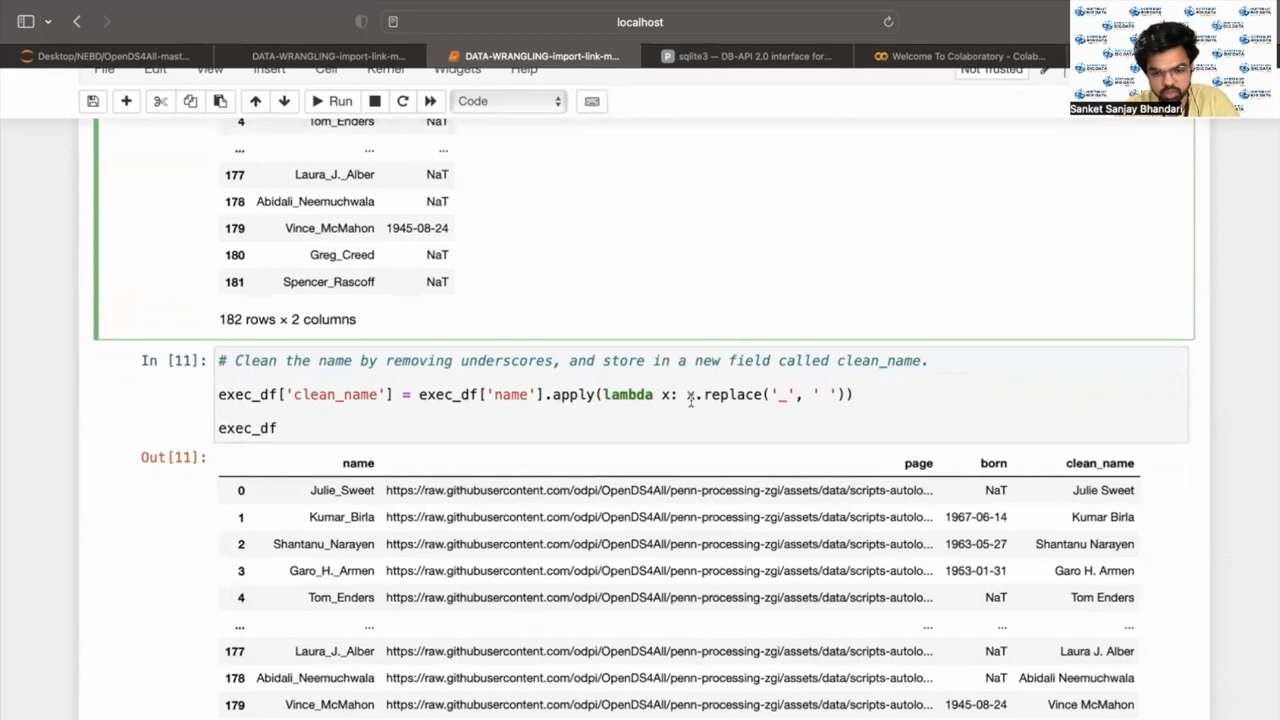 localhost
Desktop/NEBD/OpenDS4All-mast...
DATA-WRANGLING-import-link-m...
DATA-WRANGLING-import-link-m...
sqlite3 — DB-API 2.0 interface for...
Welcome To Colaboratory - Colab...
Sanket Sanjay Bhandari
File Edit View Insert Cell Kernel Widgets Help
Not Trusted
Run
Code
4 Tom_Enders NaT
... ... ...
177 Laura_J._Alber NaT
178 Abidali_Neemuchwala NaT
179 Vince_McMahon 1945-08-24
180 Greg_Creed NaT
181 Spencer_Rascoff NaT
182 rows × 2 columns
In [11]: # Clean the name by removing underscores, and store in a new field called clean_name.
exec_df['clean_name'] = exec_df['name'].apply(lambda x: x.replace('_', ' '))
exec_df
Out[11]:
name page born clean_name
0 Julie_Sweet https://raw.githubusercontent.com/odpi/OpenDS4All/penn-processing-zgi/assets/data/scripts-autolo... NaT Julie Sweet
1 Kumar_Birla https://raw.githubusercontent.com/odpi/OpenDS4All/penn-processing-zgi/assets/data/scripts-autolo... 1967-06-14 Kumar Birla
2 Shantanu_Narayen https://raw.githubusercontent.com/odpi/OpenDS4All/penn-processing-zgi/assets/data/scripts-autolo... 1963-05-27 Shantanu Narayen
3 Garo_H._Armen https://raw.githubusercontent.com/odpi/OpenDS4All/penn-processing-zgi/assets/data/scripts-autolo... 1953-01-31 Garo H. Armen
4 Tom_Enders https://raw.githubusercontent.com/odpi/OpenDS4All/penn-processing-zgi/assets/data/scripts-autolo... NaT Tom Enders
... ... ... ... ...
177 Laura_J._Alber https://raw.githubusercontent.com/odpi/OpenDS4All/penn-processing-zgi/assets/data/scripts-autolo... NaT Laura J. Alber
178 Abidali_Neemuchwala https://raw.githubusercontent.com/odpi/OpenDS4All/penn-processing-zgi/assets/data/scripts-autolo... NaT Abidali Neemuchwala
179 Vince_McMahon https://raw.githubusercontent.com/odpi/OpenDS4All/penn-processing-zgi/assets/data/scripts-autolo... 1945-08-24 Vince McMahon